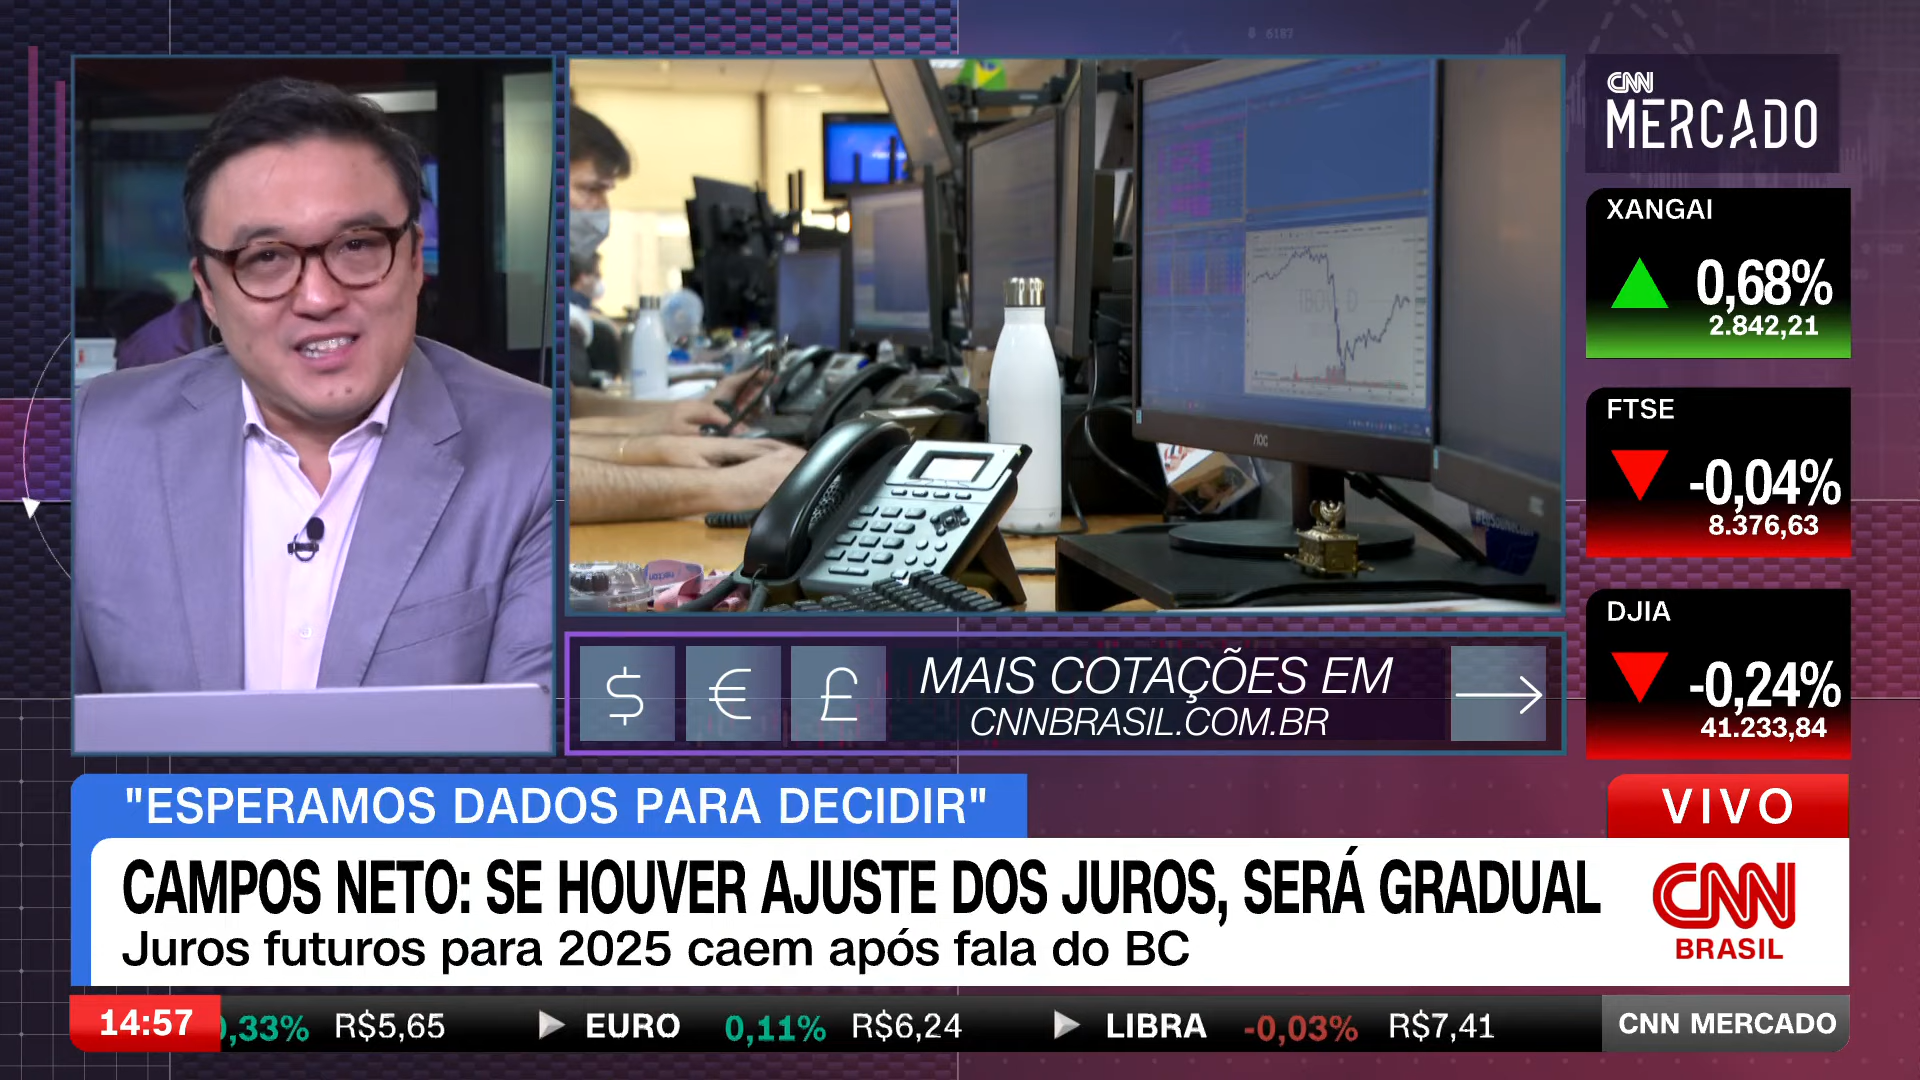 CNN
MERCADO
XANGAI
0,68%
2.842,21
FTSE
-0,04%
8.376,63
DJIA
-0,24%
41.233,84
AOC
$ € £ MAIS COTAÇÕES EM
CNNBRASIL.COM.BR
"ESPERAMOS DADOS PARA DECIDIR"
VIVO
CAMPOS NETO: SE HOUVER AJUSTE DOS JUROS, SERÁ GRADUAL
Juros futuros para 2025 caem após fala do BC
CNN
BRASIL
14:57 ,33% R$5,65 EURO 0,11% R$6,24 LIBRA -0,03% R$7,41 CNN MERCADO